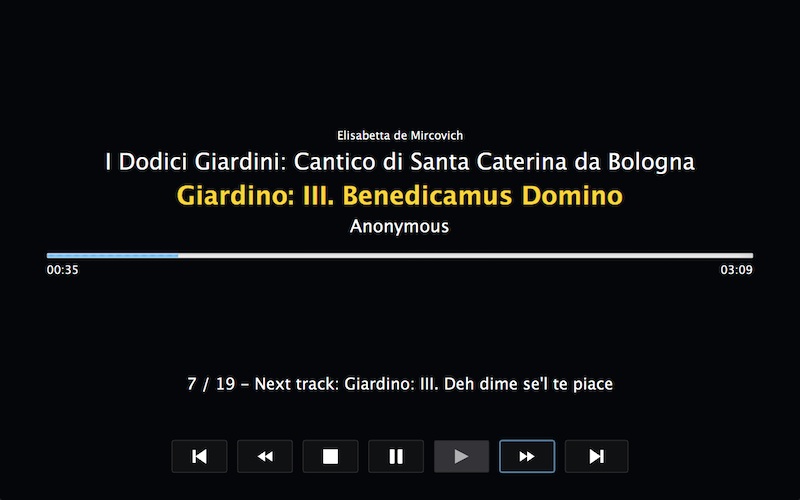 Elisabetta de Mircovich
I Dodici Giardini: Cantico di Santa Caterina da Bologna
Giardino: III. Benedicamus Domino
Anonymous
00:35 03:09
7 / 19 – Next track: Giardino: III. Deh dime se'l te piace